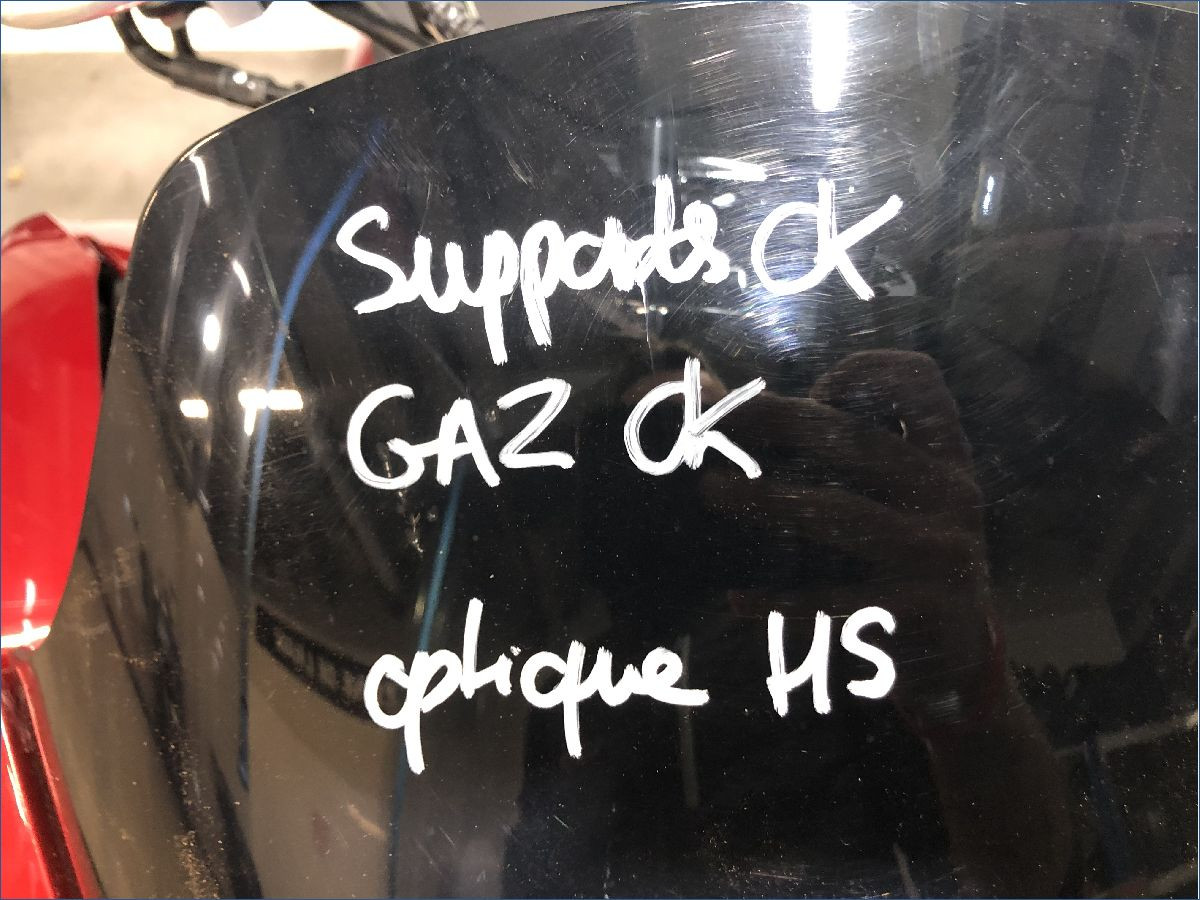 Supports. OK
GAZ OK
optique HS